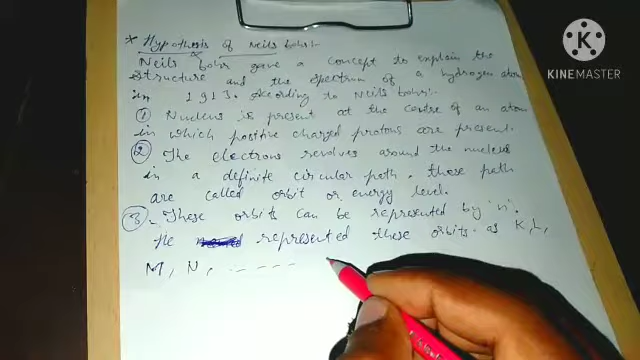 * Hypothesis of Neils bohr:-
Neils bohr gave a concept to explain the
structure and the spectrum of a hydrogen atom
in 1913. According to Neils bohr:
① Nucleus is present at the centre of an atom
in which positive charged protons are present.
② The electrons revolves around the nucleus
in a definite circular path. These path
are called orbit or energy level.
③ - These orbits can be represented by 'n'.
He represented these orbits as K, L,
M, N, - - - - -
KINEMASTER